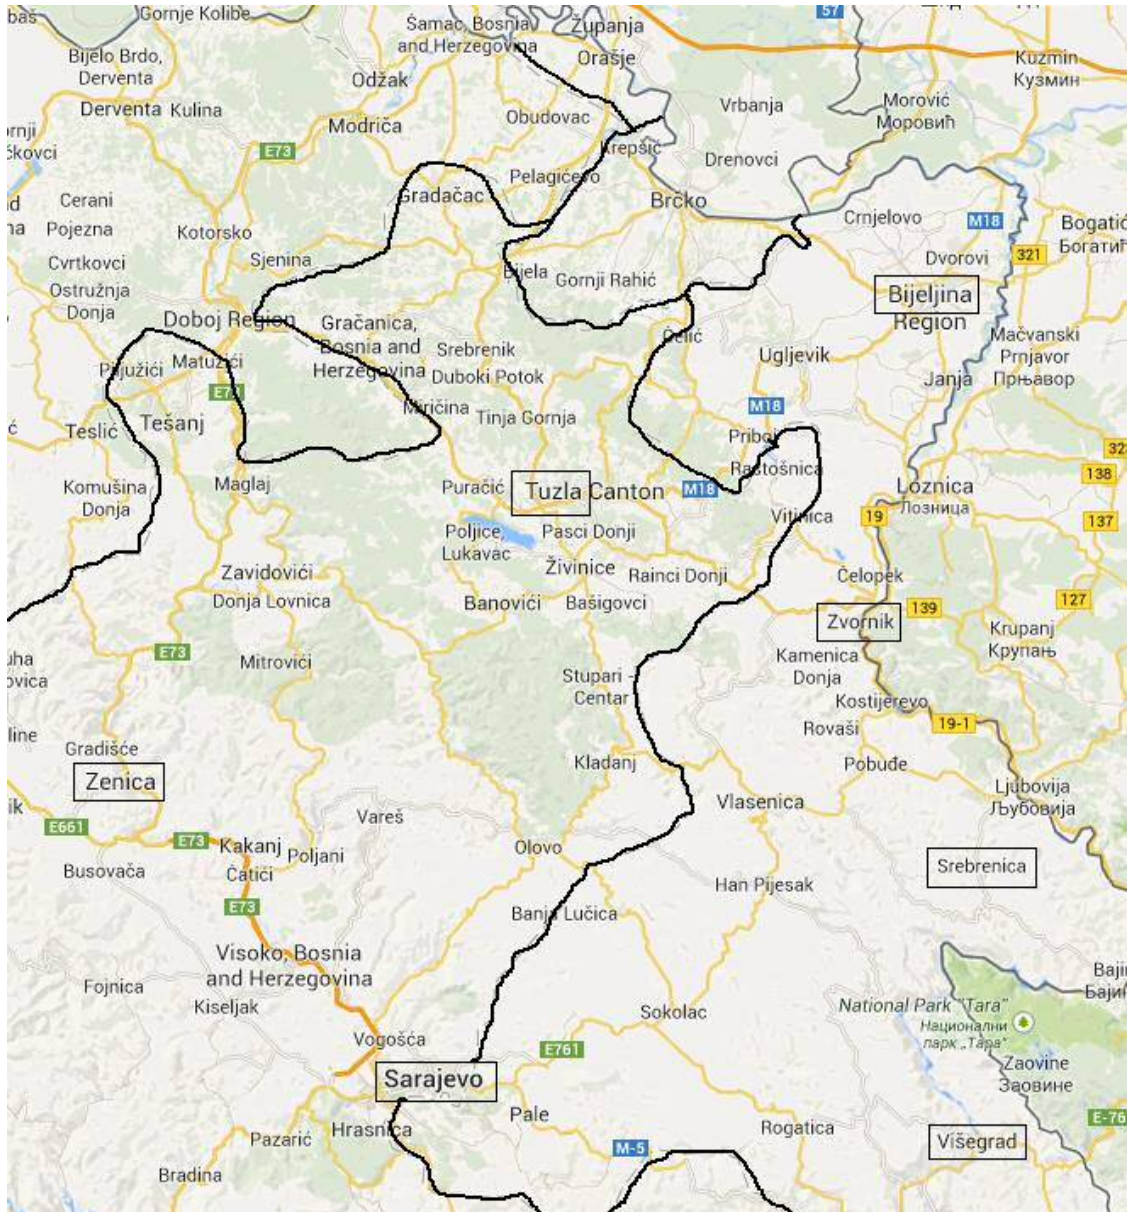 Gornje Kolibe
Šamac, Bosnia
and Herzegovina
Županja
Orašje
57
Kuzmin
Кузмин
Bijelo Brdo,
Derventa
Odžak
Vrbanja
Morović
Моровић
Derventa
Kulina
Modriča
Obudovac
E73
Krepšić
Drenovci
Pelagićevo
Cerani
Gradačac
Brčko
Crnjelovo
M18
Bogatić
Богатић
Pojezna
Kotorsko
Sjenina
Dvorovi
321
Cvrtkovci
Bijela
Gornji Rahić
Ostružnja
Donja
Bijeljina
Region
Doboj Region
Gračanica,
Bosnia and
Herzegovina
Čelić
Mačvanski
Prnjavor
Прњавор
Srebrenik
Ugljevik
Matužići
Duboki Potok
Janja
Miričina
Tinja Gornja
M18
Teslić
Tešanj
Priboj
Rastošnica
138
Komušina
Donja
Maglaj
Puračić
Tuzla Canton
M18
Loznica
Лозница
Vitinica
19
137
Poljice,
Lukavac
Pasci Donji
Živinice
Rainci Donji
Čelopek
Zavidovići
Donja Lovnica
Banovići
Bašigovci
139
127
Zvornik
Krupanj
Крупањ
E73
Mitrovići
Kamenica
Donja
Stupari -
Centar
Kostijerevo
Rovaši
19-1
Gradišće
Kladanj
Pobuđe
Zenica
Ljubovija
Љубовија
Vlasenica
Vareš
E661
E73
Kakanj
Čatići
Poljani
Olovo
Busovača
Srebrenica
Han Pijesak
E73
Banja Lučica
Visoko, Bosnia
and Herzegovina
Fojnica
Kiseljak
National Park "Tara"
Национални
парк „Тара"
Sokolac
Vogošća
E761
Zaovine
Заовине
Sarajevo
Pale
Hrasnica
Rogatica
Pazarić
M-5
Višegrad
Bradina